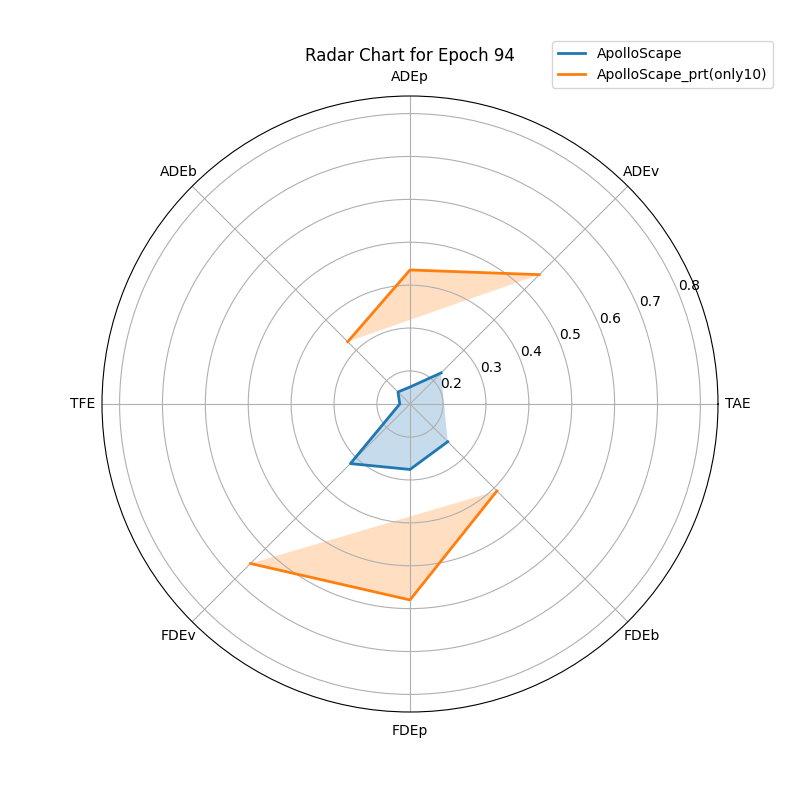 Radar Chart for Epoch 94
ApolloScape
ApolloScape_prt(only10)
ADEp
ADEb
ADEv
0.8
0.7
0.6
0.5
0.4
0.3
0.2
TFE
TAE
FDEv
FDEb
FDEp